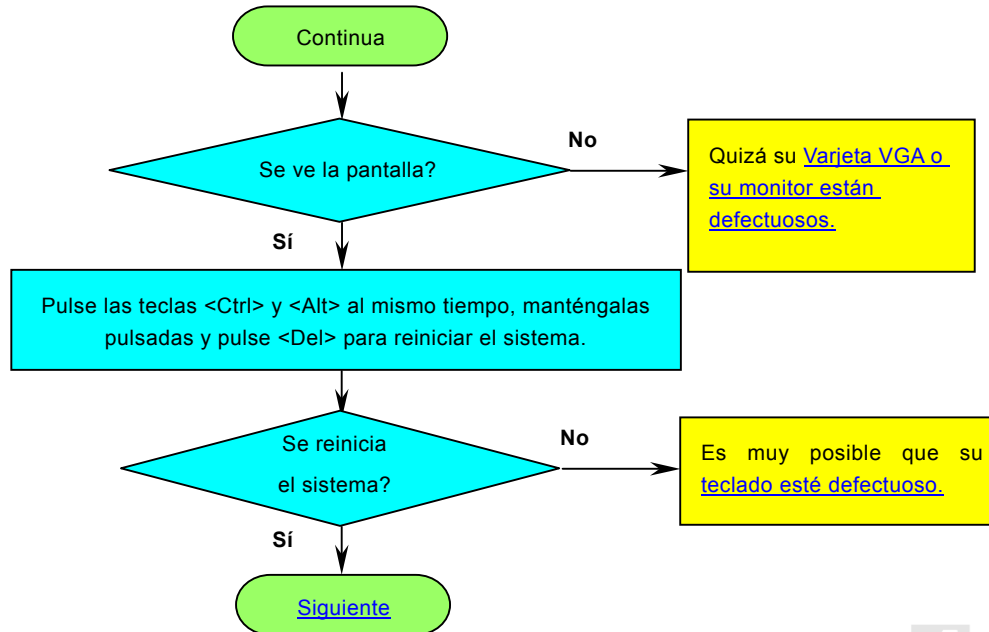 Continua
Se ve la pantalla?
No
Quizá su Varjeta VGA o
su monitor están
defectuosos.
Sí
Pulse las teclas <Ctrl> y <Alt> al mismo tiempo, manténgalas
pulsadas y pulse <Del> para reiniciar el sistema.
Se reinicia
el sistema?
No
Es muy posible que su
teclado esté defectuoso.
Sí
Siguiente